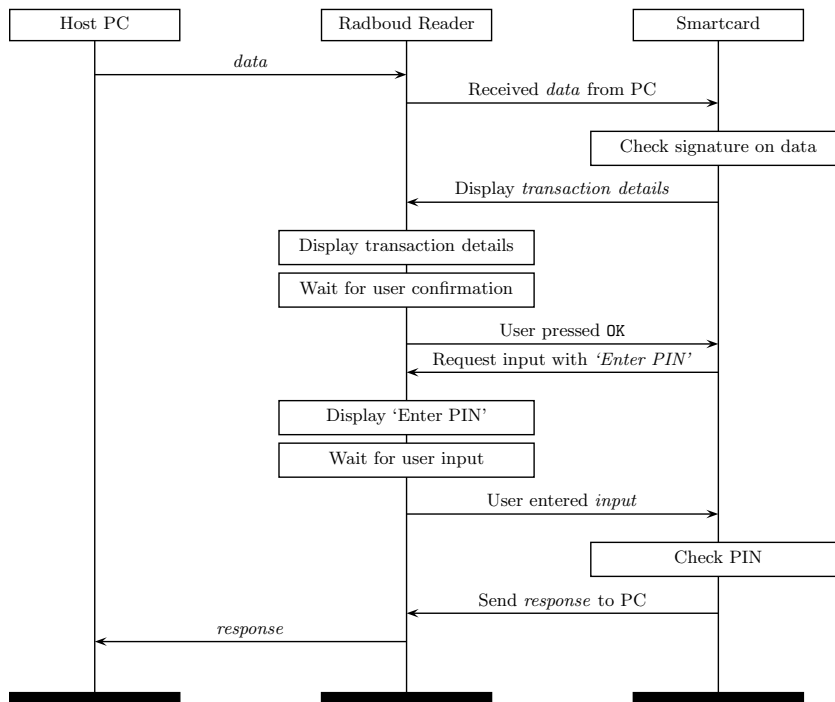 Host PC
Radboud Reader
Smartcard
data
Received data from PC
Check signature on data
Display transaction details
Display transaction details
Wait for user confirmation
User pressed OK
Request input with ‘Enter PIN’
Display ‘Enter PIN’
Wait for user input
User entered input
Check PIN
Send response to PC
response